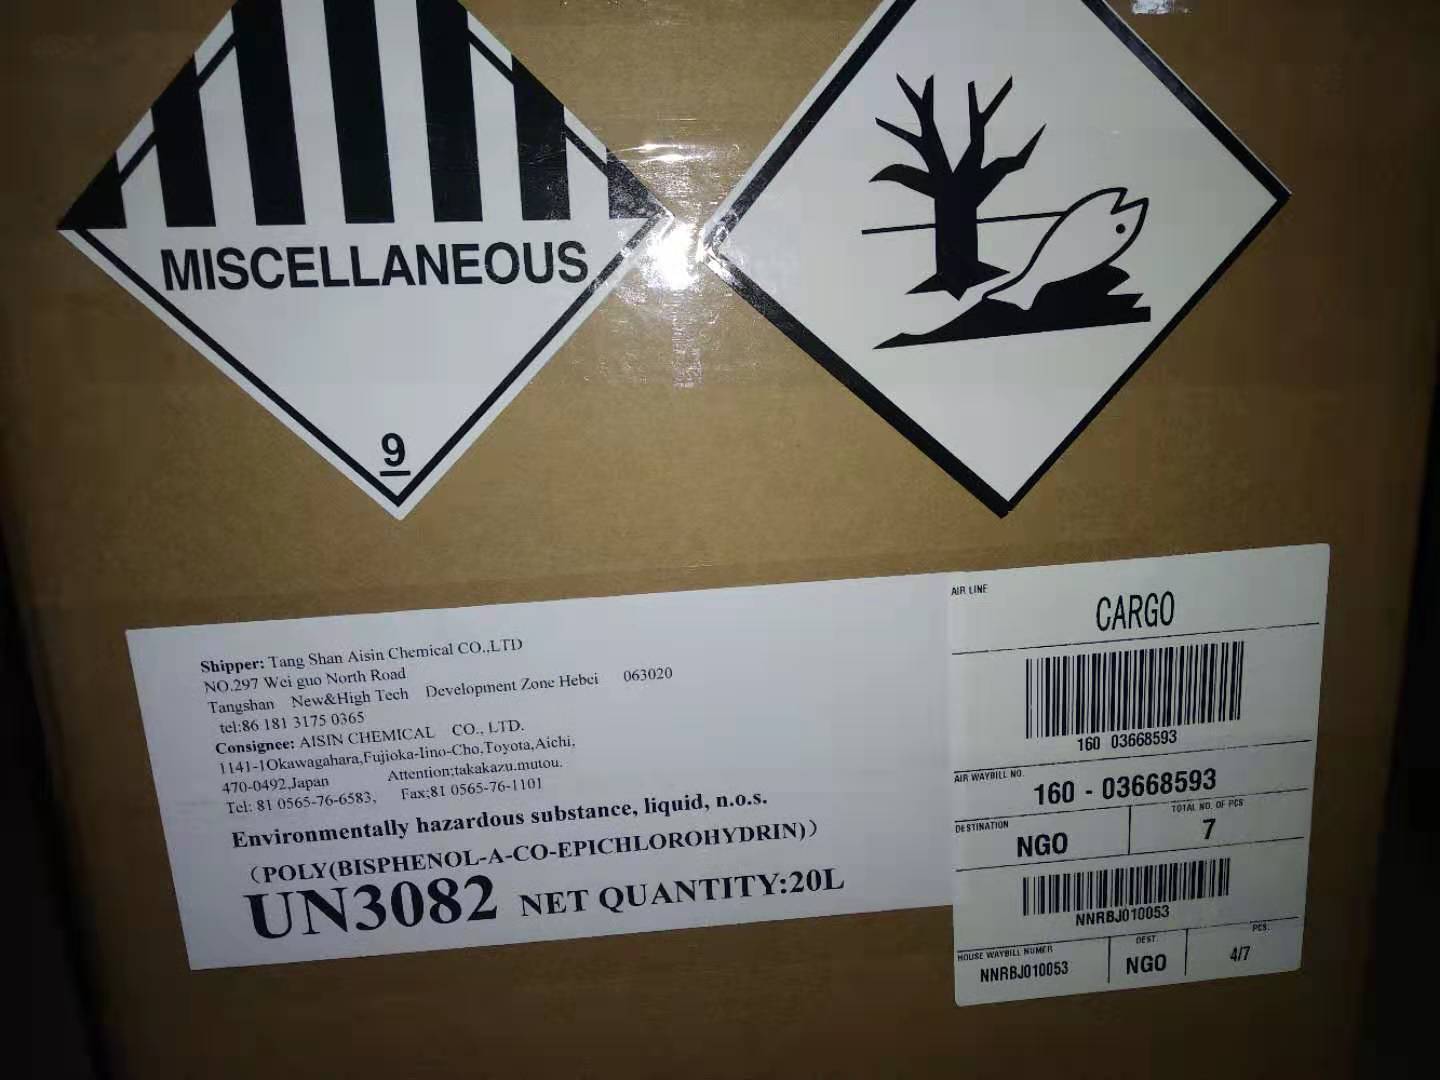 MISCELLANEOUS
9
Shipper: Tang Shan Aisin Chemical CO.,LTD
NO.297 Wei guo North Road
Tangshan New&High Tech Development Zone Hebei 063020
tel:86 181 3175 0365
Consignee: AISIN CHEMICAL CO., LTD.
1141-1Okawagahara,Fujioka-Iino-Cho,Toyota,Aichi,
470-0492,Japan Attention;takakazu.mutou.
Tel: 81 0565-76-6583, Fax;81 0565-76-1101
Environmentally hazardous substance, liquid, n.o.s.
（POLY(BISPHENOL-A-CO-EPICHLOROHYDRIN)）
UN3082 NET QUANTITY:20L
AIR LINE
CARGO
160 03668593
AIR WAYBILL NO.
160 - 03668593
DESTINATION
NGO
TOTAL NO. OF PCS
7
NNRBJ010053
HOUSE WAYBILL NUMER
NNRBJ010053
DEST.
NGO
PCS.
4/7